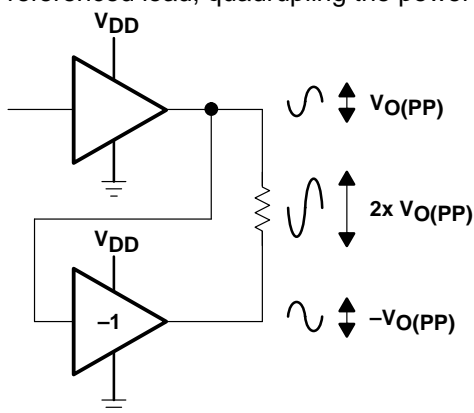 referenced load, quadrupling the power
VDD
VO(PP)
2x VO(PP)
VDD
–1
–VO(PP)